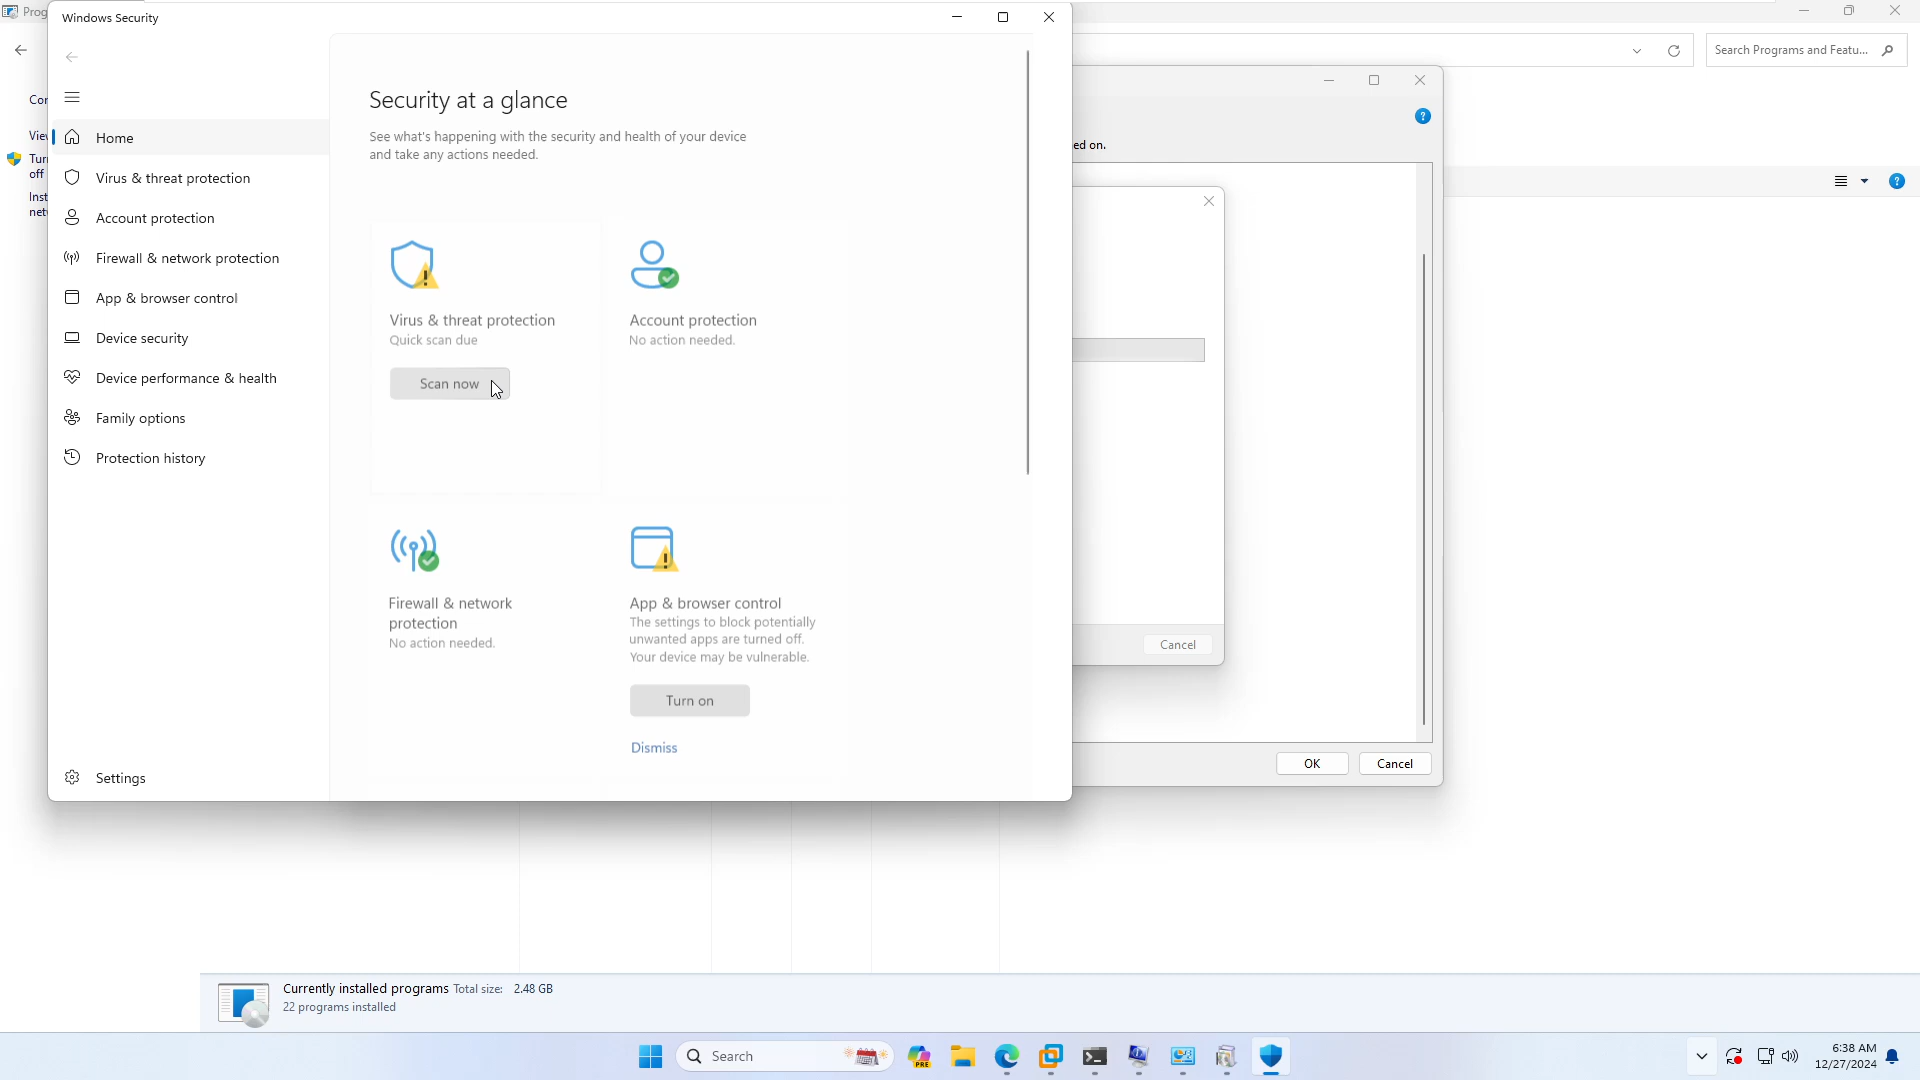 Prog
Windows Security
Search Programs and Featu...
Security at a glance
See what's happening with the security and health of your device
and take any actions needed.
ed on.
Home
Virus & threat protection
Account protection
Firewall & network protection
App & browser control
Device security
Device performance & health
Family options
Protection history
Settings
Virus & threat protection
Quick scan due
Scan now
Account protection
No action needed.
Firewall & network
protection
No action needed.
App & browser control
The settings to block potentially
unwanted apps are turned off.
Your device may be vulnerable.
Turn on
Dismiss
Cancel
OK
Cancel
off
Currently installed programs Total size: 2.48 GB
22 programs installed
Search
PRE
6:38 AM
12/27/2024